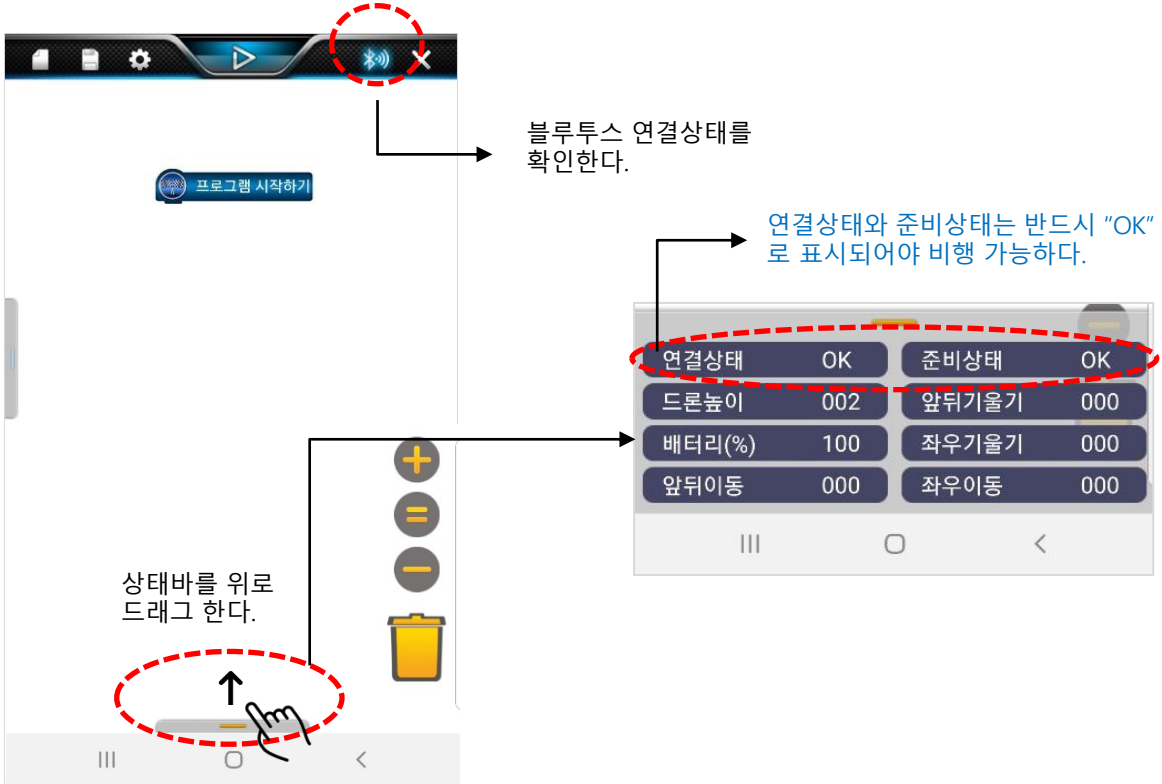 프로그램 시작하기
블루투스 연결상태를
확인한다.
연결상태와 준비상태는 반드시 “OK”
로 표시되어야 비행 가능하다.
연결상태 OK 준비상태 OK
드론높이 002 앞뒤기울기 000
배터리(%) 100 좌우기울기 000
앞뒤이동 000 좌우이동 000
상태바를 위로
드래그 한다.